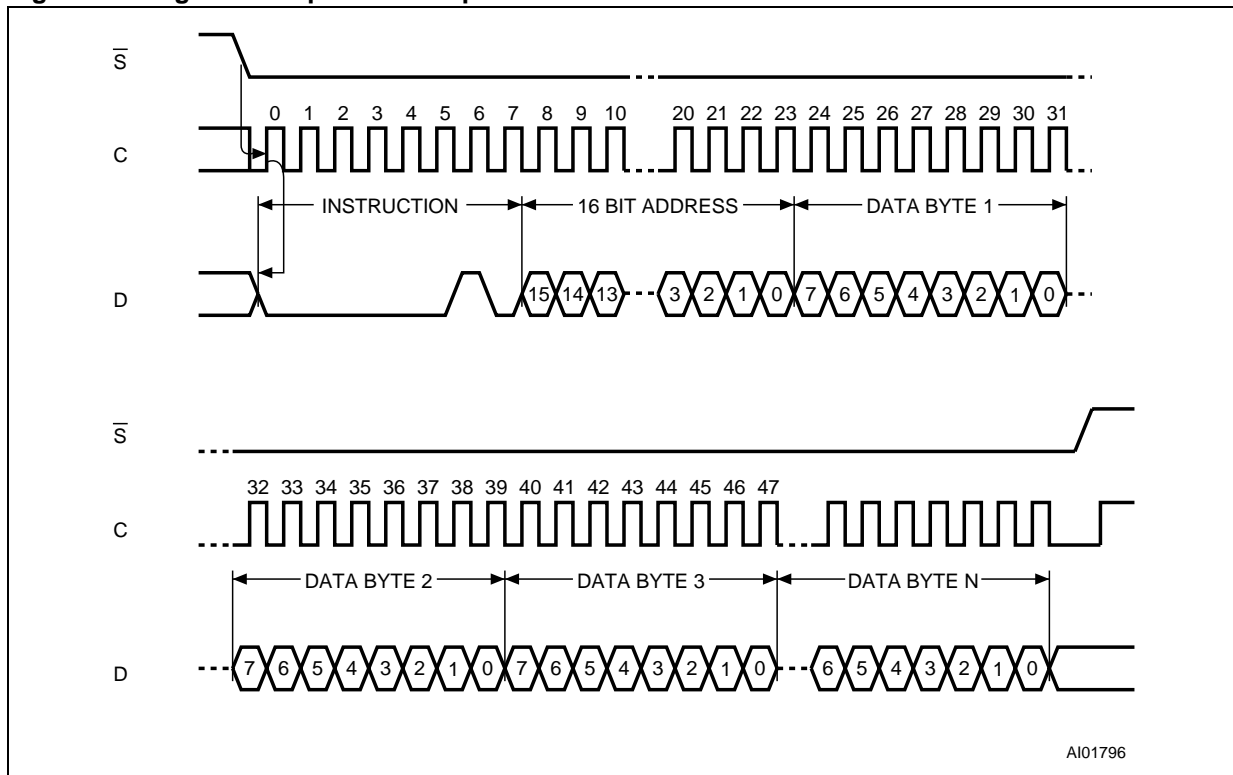 S
0 1 2 3 4 5 6 7 8 9 10 20 21 22 23 24 25 26 27 28 29 30 31
C
INSTRUCTION 16 BIT ADDRESS DATA BYTE 1
D 15 14 13 3 2 1 0 7 6 5 4 3 2 1 0
S
32 33 34 35 36 37 38 39 40 41 42 43 44 45 46 47
C
DATA BYTE 2 DATA BYTE 3 DATA BYTE N
D 7 6 5 4 3 2 1 0 7 6 5 4 3 2 1 0 6 5 4 3 2 1 0
AI01796